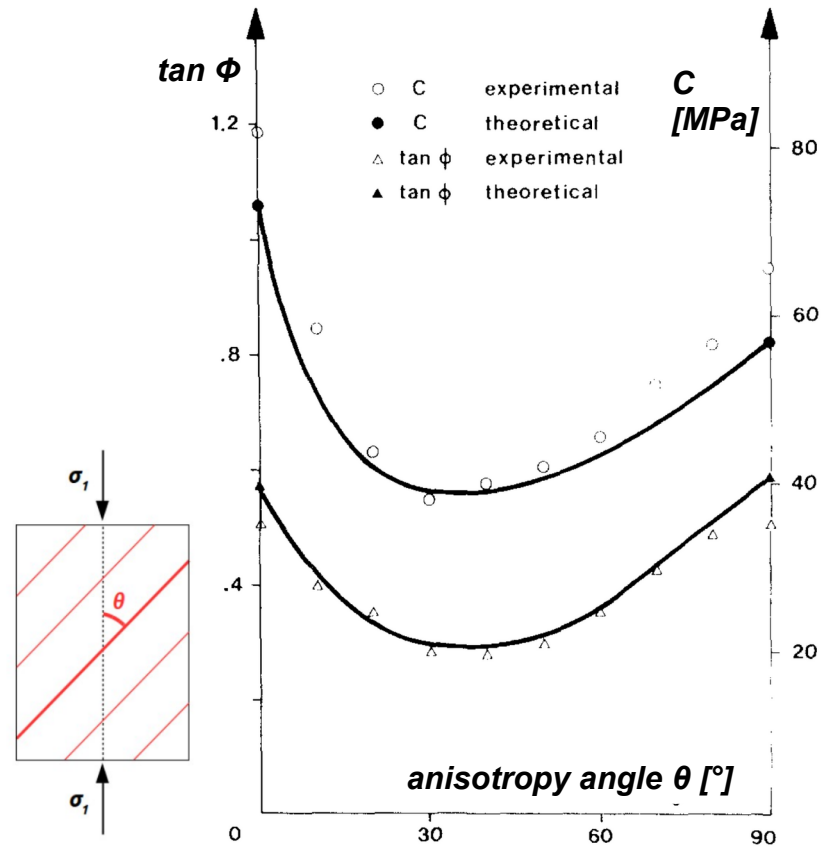 tan Φ
C
[MPa]
○ C experimental
● C theoretical
△ tan ϕ experimental
▲ tan ϕ theoretical
1.2
.8
.4
80
60
40
20
σ₁
θ
σ₁
anisotropy angle θ [°]
0
30
60
90